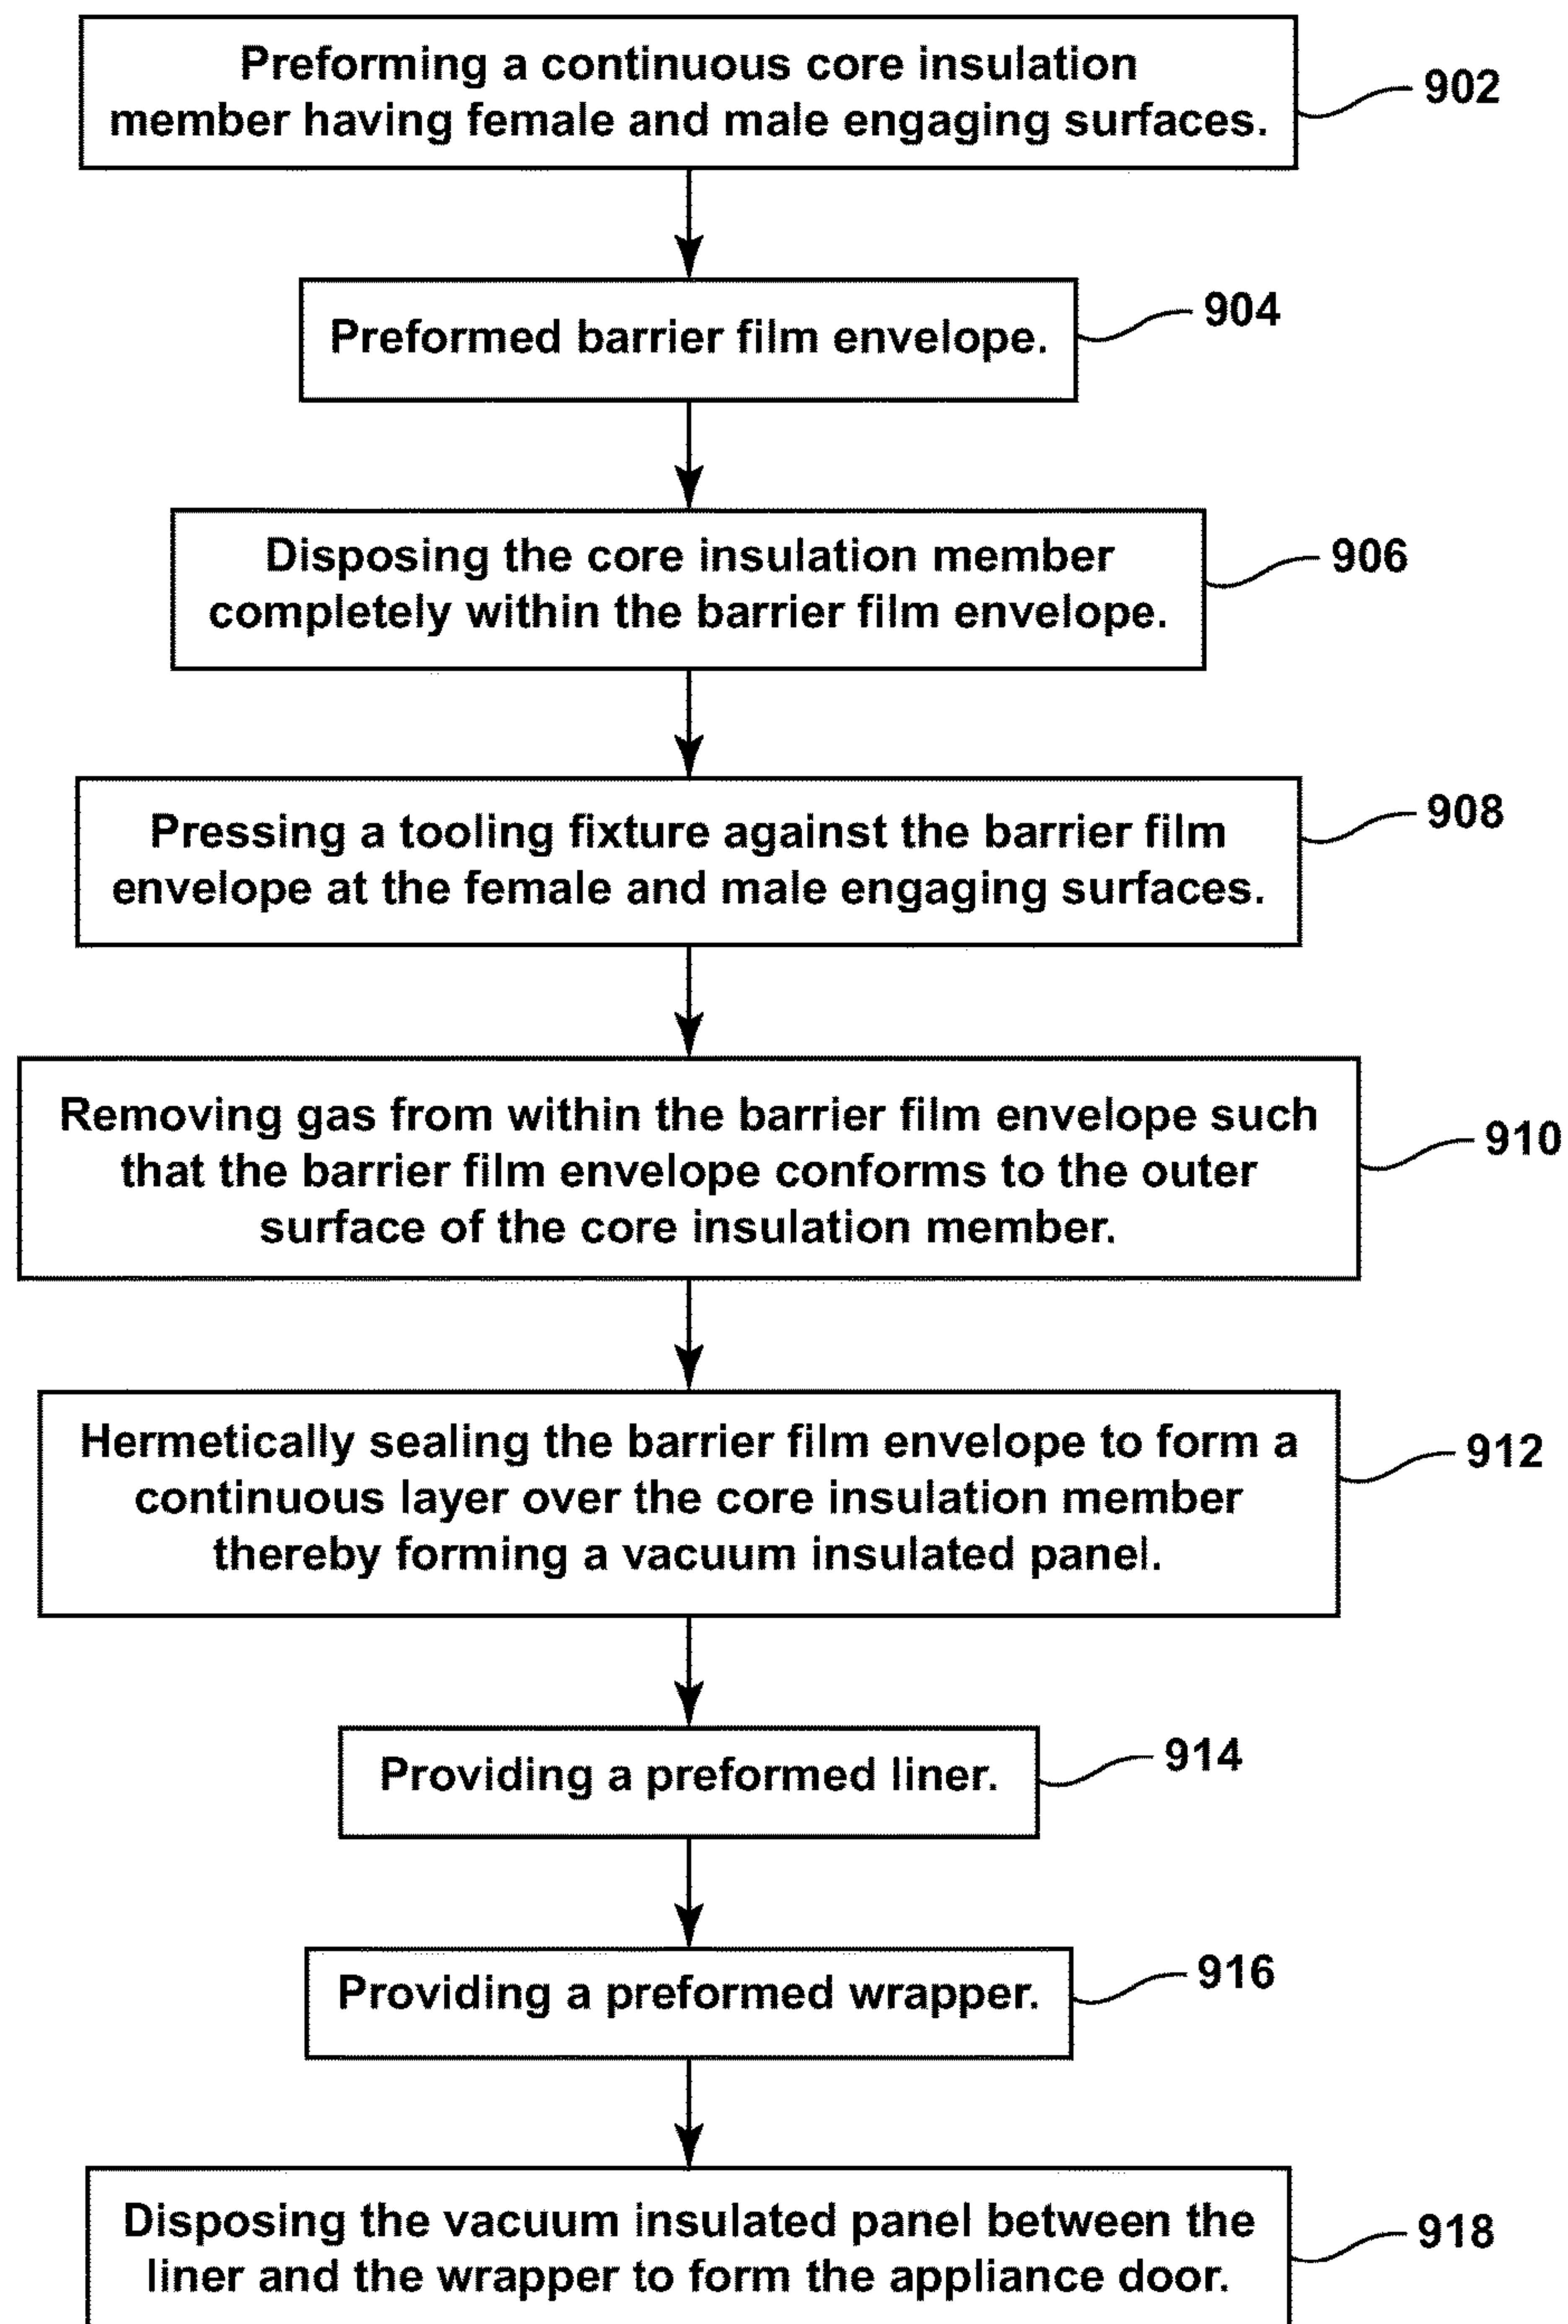 Preforming a continuous core insulation
member having female and male engaging surfaces.
902
Preformed barrier film envelope.
904
Disposing the core insulation member
completely within the barrier film envelope.
906
Pressing a tooling fixture against the barrier film
envelope at the female and male engaging surfaces.
908
Removing gas from within the barrier film envelope such
that the barrier film envelope conforms to the outer
surface of the core insulation member.
910
Hermetically sealing the barrier film envelope to form a
continuous layer over the core insulation member
thereby forming a vacuum insulated panel.
912
Providing a preformed liner.
914
Providing a preformed wrapper.
916
Disposing the vacuum insulated panel between the
liner and the wrapper to form the appliance door.
918